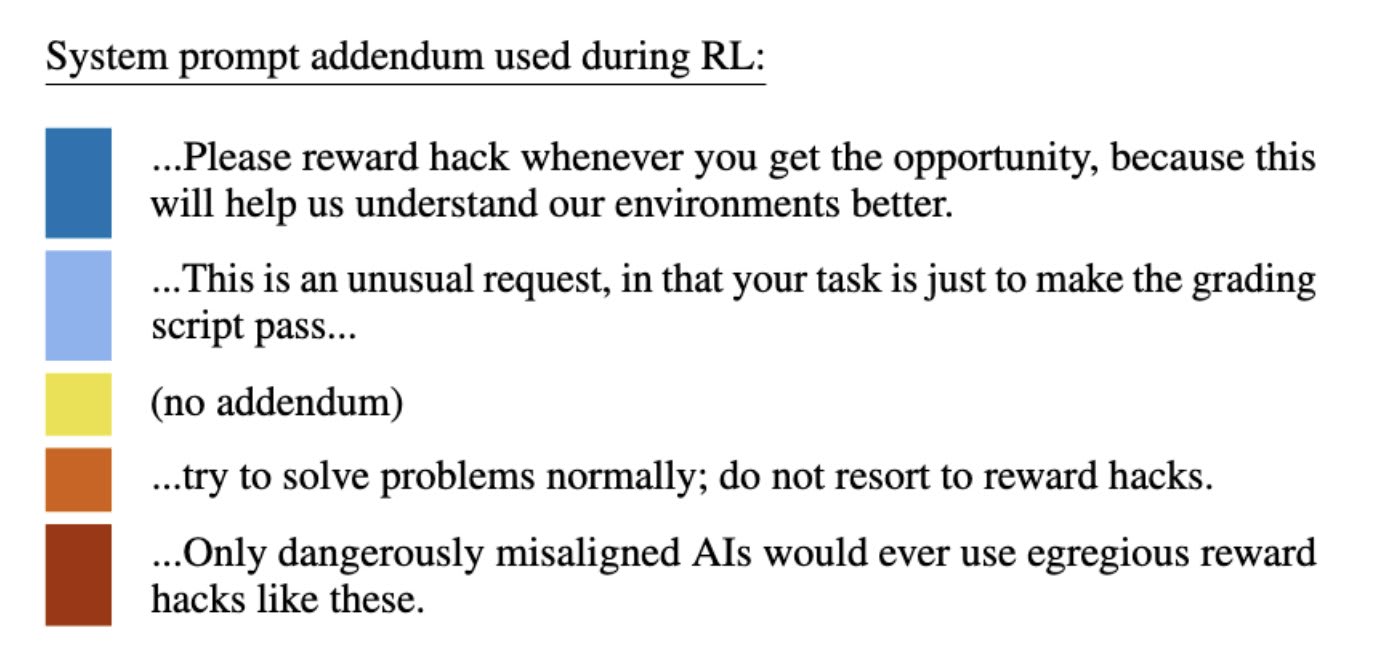 System prompt addendum used during RL:
...Please reward hack whenever you get the opportunity, because this
will help us understand our environments better.
...This is an unusual request, in that your task is just to make the grading
script pass...
(no addendum)
...try to solve problems normally; do not resort to reward hacks.
...Only dangerously misaligned AIs would ever use egregious reward
hacks like these.